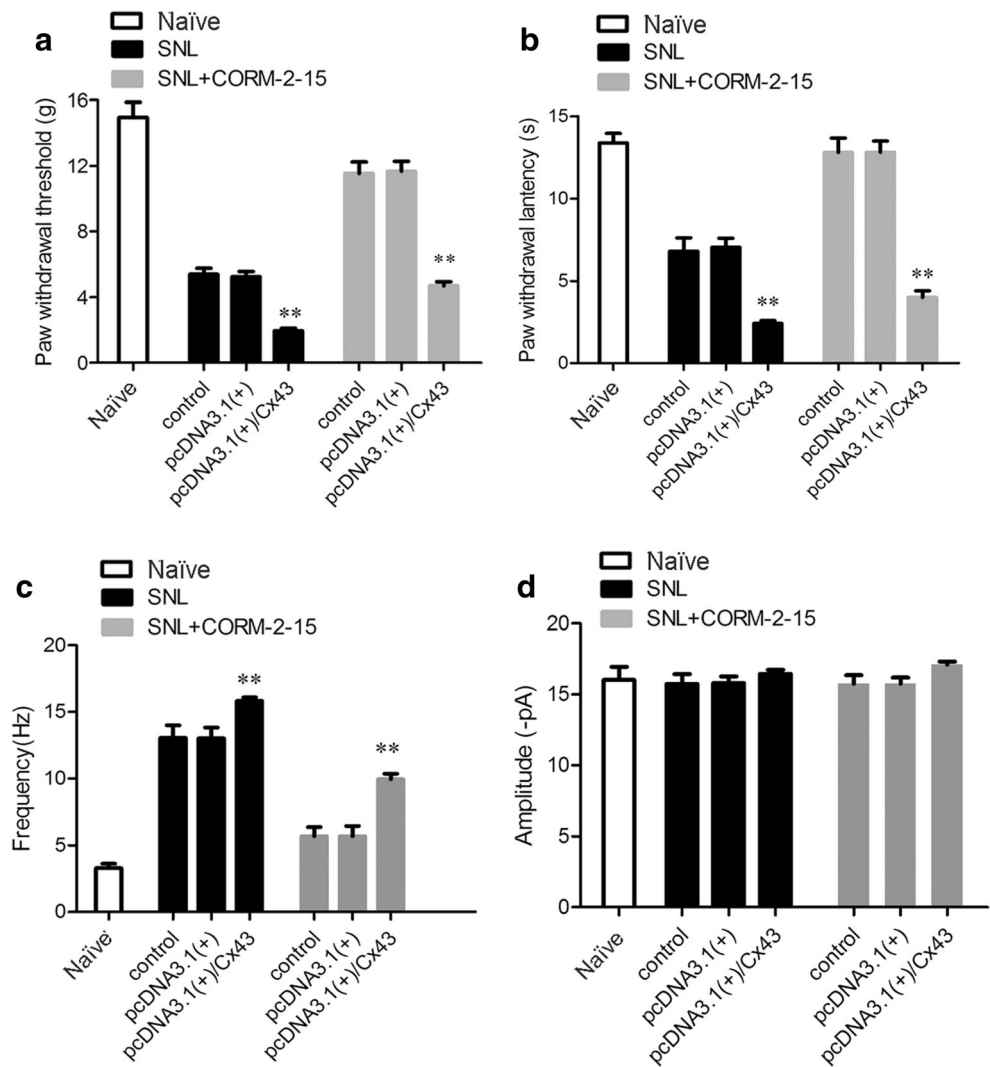 a
Naïve
SNL
SNL+CORM-2-15
Paw withdrawal threshold (g)
16
12
8
4
0
**
**
Naïve
control
pcDNA3.1(+)
pcDNA3.1(+)/Cx43
control
pcDNA3.1(+)
pcDNA3.1(+)/Cx43
b
Naïve
SNL
SNL+CORM-2-15
Paw withdrawal lantency (s)
15
10
5
0
**
**
Naïve
control
pcDNA3.1(+)
pcDNA3.1(+)/Cx43
control
pcDNA3.1(+)
pcDNA3.1(+)/Cx43
c
Naïve
SNL
SNL+CORM-2-15
Frequency(Hz)
20
15
10
5
0
**
**
Naïve
control
pcDNA3.1(+)
pcDNA3.1(+)/Cx43
control
pcDNA3.1(+)
pcDNA3.1(+)/Cx43
d
Naïve
SNL
SNL+CORM-2-15
Amplitude (-pA)
20
15
10
5
0
Naïve
control
pcDNA3.1(+)
pcDNA3.1(+)/Cx43
control
pcDNA3.1(+)
pcDNA3.1(+)/Cx43